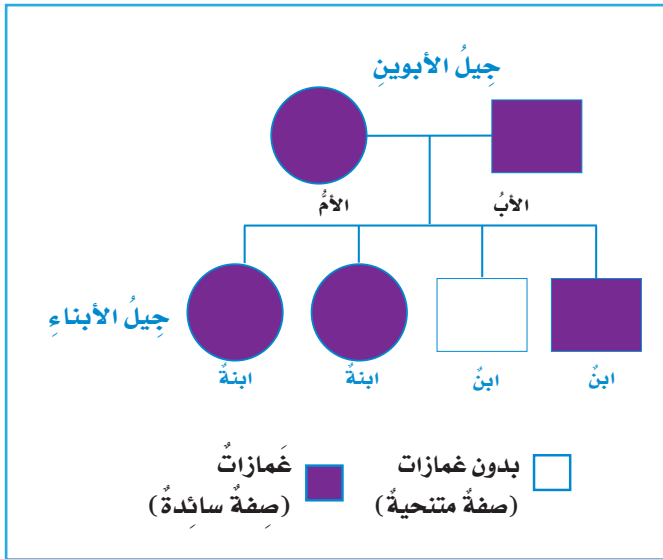 جِيلُ الأبوينِ
الأبُ
الأمُّ
جِيلُ الأبناءِ
ابنٌ
ابنٌ
ابنةٌ
ابنةٌ
بدون غمازات
(صفةٌ متنحيةٌ)
غَمازاتٌ
(صِفةٌ سائِدةٌ)